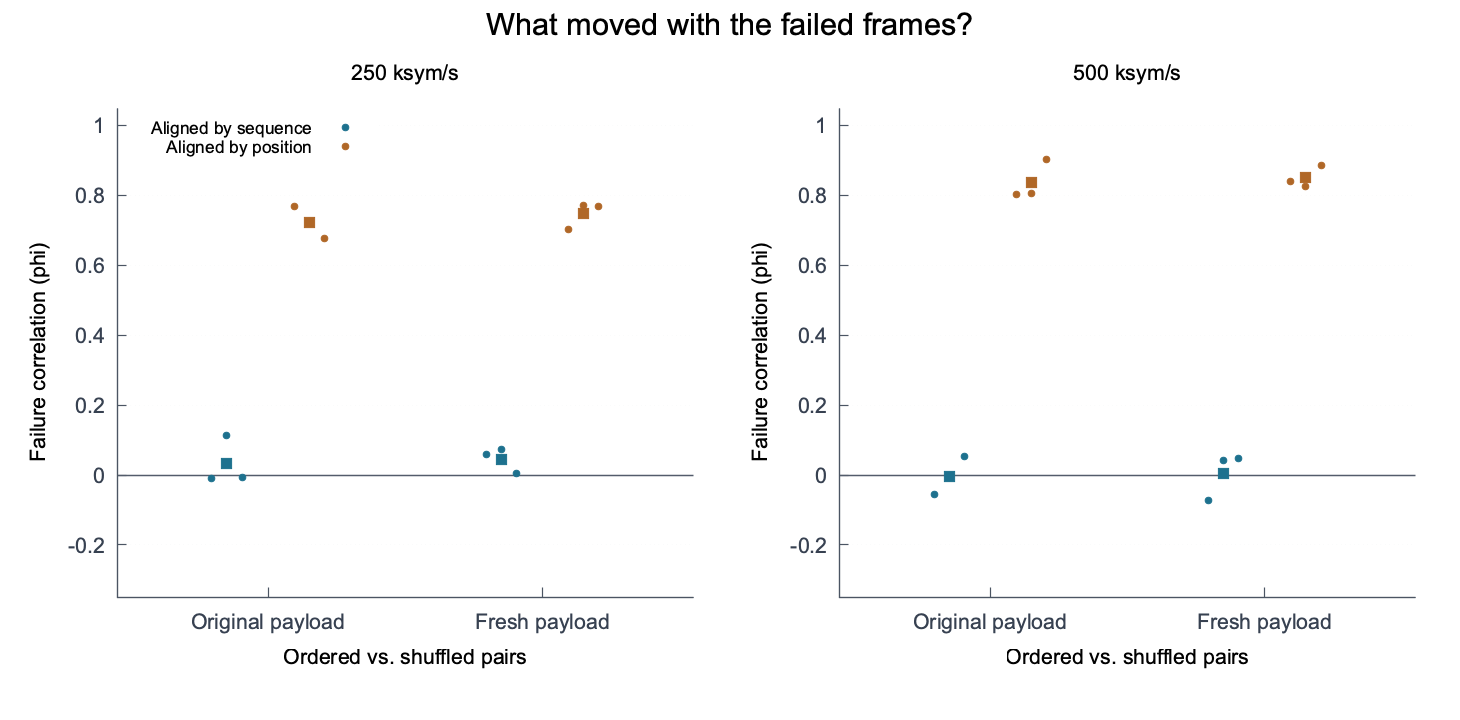 What moved with the failed frames?
250 ksym/s
Failure correlation (phi)
1
0.8
0.6
0.4
0.2
0
-0.2
Aligned by sequence
Aligned by position
Original payload
Fresh payload
Ordered vs. shuffled pairs
500 ksym/s
Failure correlation (phi)
1
0.8
0.6
0.4
0.2
0
-0.2
Original payload
Fresh payload
Ordered vs. shuffled pairs